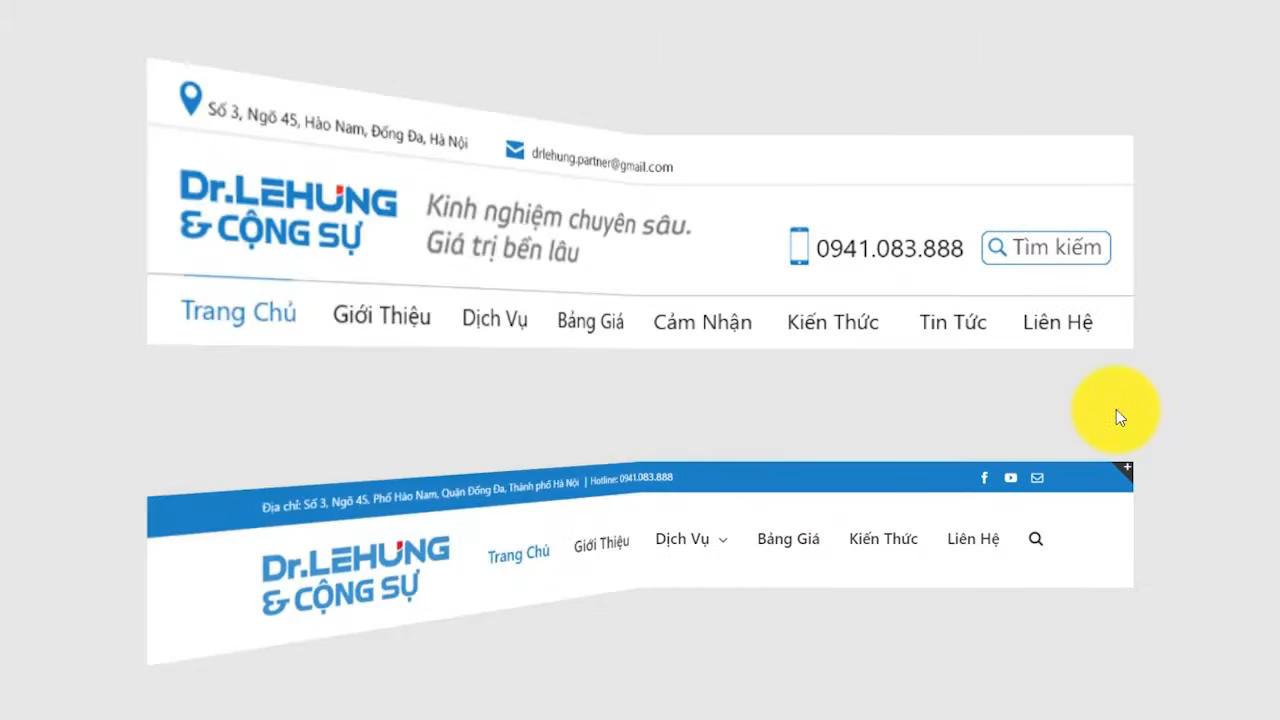 Số 3, Ngõ 45, Hào Nam, Đống Đa, Hà Nội
drlehung.partner@gmail.com
Dr.LEHUNG
& CỘNG SỰ
Kinh nghiệm chuyên sâu.
Giá trị bền lâu
0941.083.888
Tìm kiếm
Trang Chủ Giới Thiệu Dịch Vụ Bảng Giá Cảm Nhận Kiến Thức Tin Tức Liên Hệ
Địa chỉ: Số 3, Ngõ 45, Phố Hào Nam, Quận Đống Đa, Thành phố Hà Nội | Hotline: 0941.083.888
Dr.LEHUNG
& CỘNG SỰ
Trang Chủ Giới Thiệu Dịch Vụ Bảng Giá Kiến Thức Liên Hệ